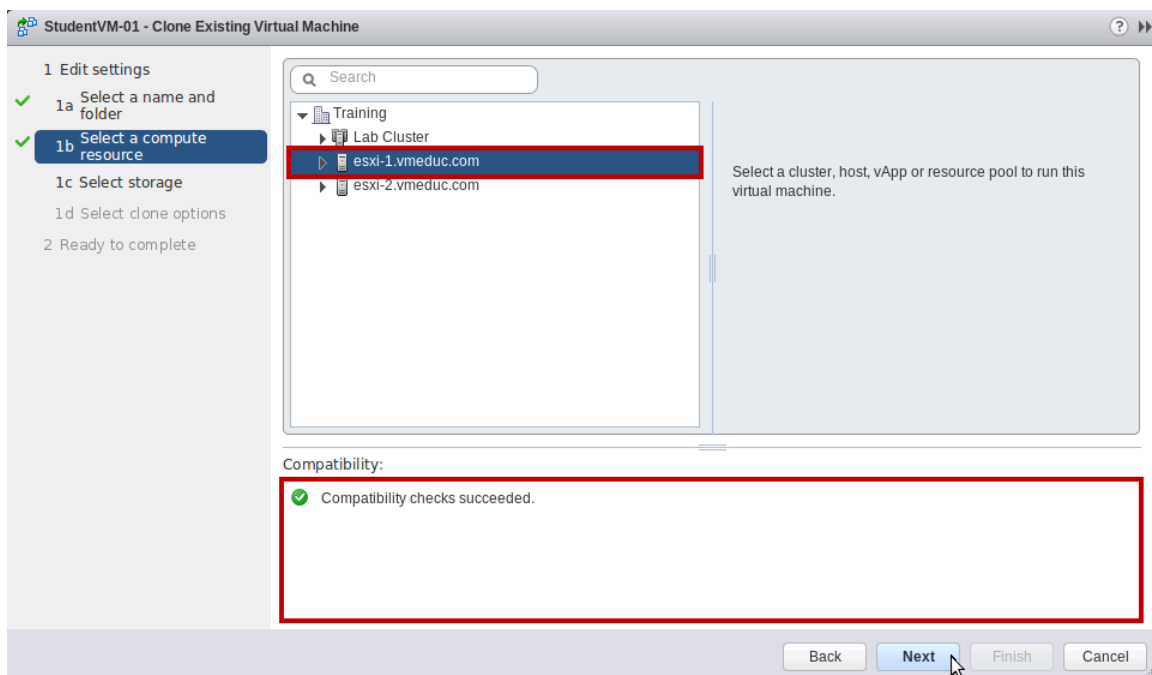 StudentVM-01 - Clone Existing Virtual Machine
?
1 Edit settings
1a Select a name and
folder
1b Select a compute
resource
1c Select storage
1d Select clone options
2 Ready to complete
Search
Training
Lab Cluster
esxi-1.vmeduc.com
esxi-2.vmeduc.com
Select a cluster, host, vApp or resource pool to run this
virtual machine.
Compatibility:
Compatibility checks succeeded.
Back
Next
Finish
Cancel